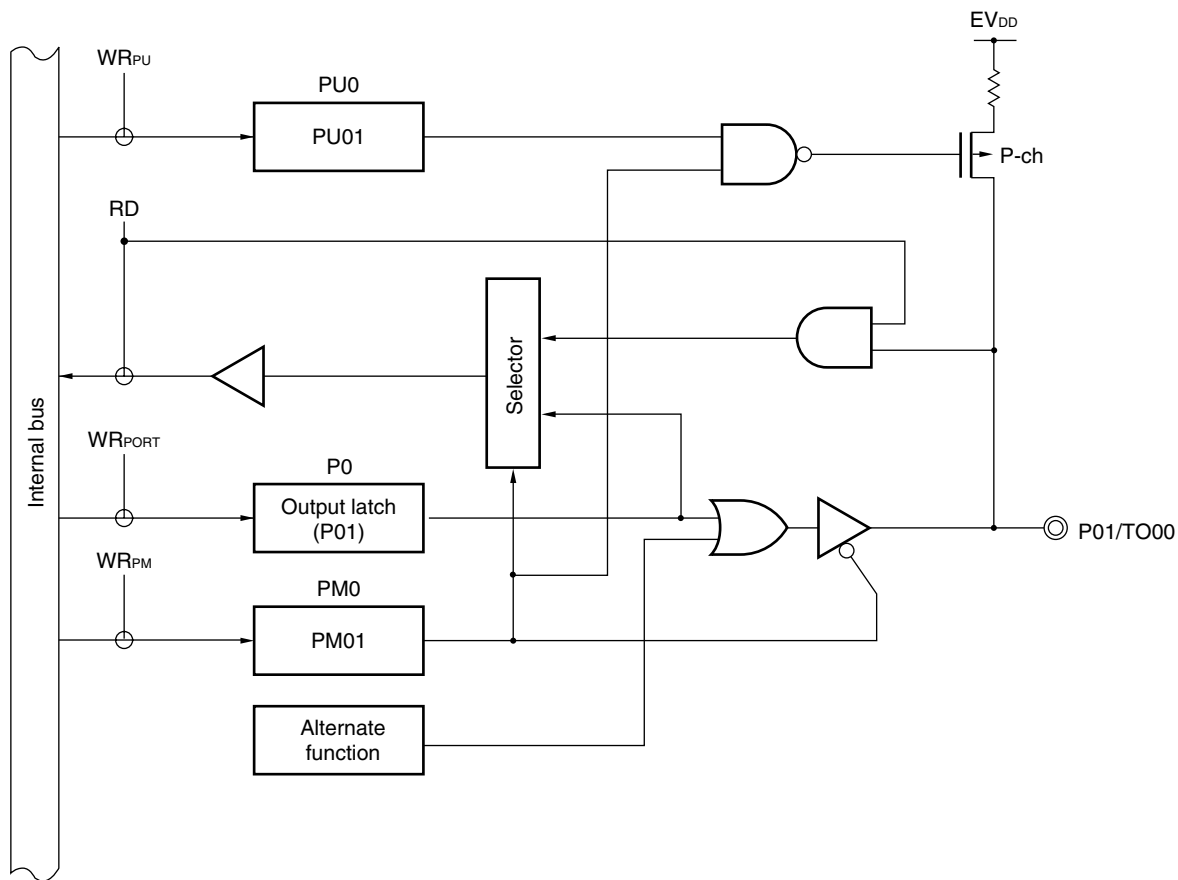 EVDD
WRPU
PU0
PU01
P-ch
RD
Selector
Internal bus
WRPORT
P0
Output latch
(P01)
P01/TO00
WRPM
PM0
PM01
Alternate
function